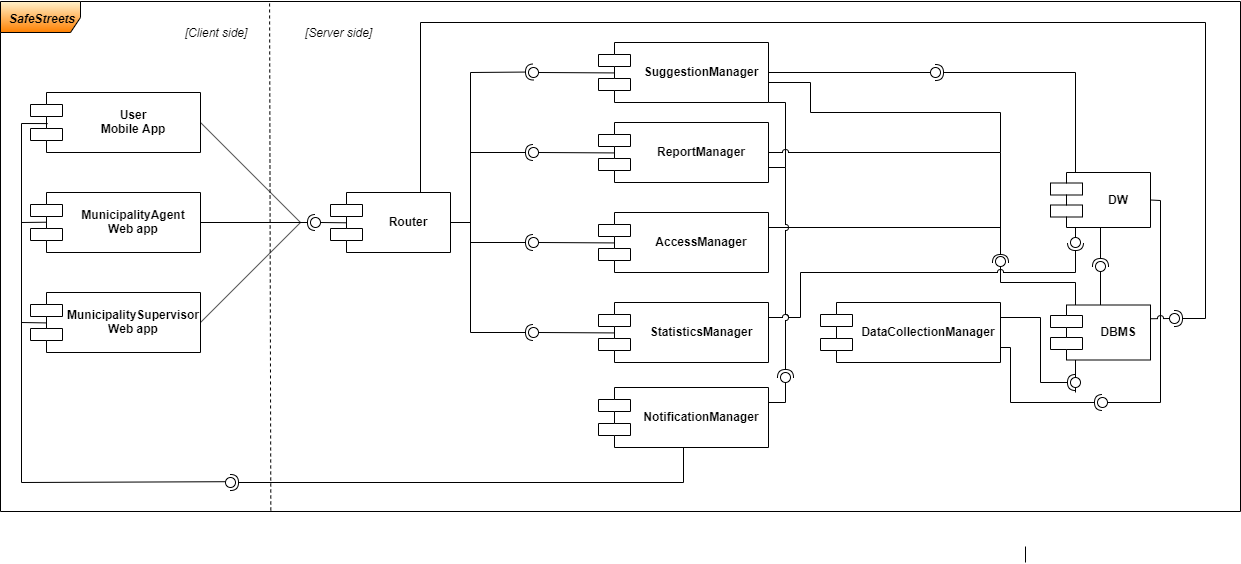 SafeStreets
[Client side]
[Server side]
User
Mobile App
MunicipalityAgent
Web app
MunicipalitySupervisor
Web app
Router
SuggestionManager
ReportManager
AccessManager
StatisticsManager
NotificationManager
DataCollectionManager
DW
DBMS